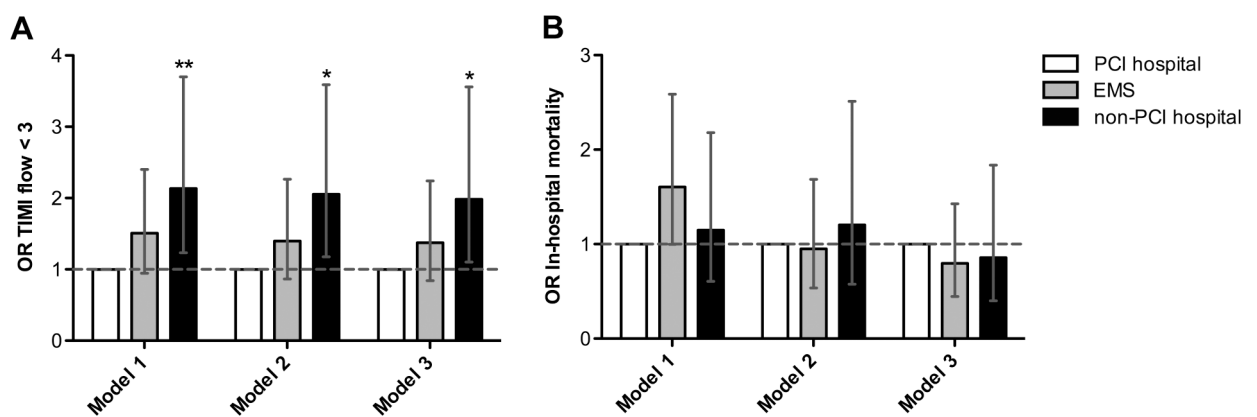 A
OR TIMI flow < 3
4
3
2
1
0
**
*
*
Model 1
Model 2
Model 3
B
OR In-hospital mortality
3
2
1
0
Model 1
Model 2
Model 3
PCI hospital
EMS
non-PCI hospital